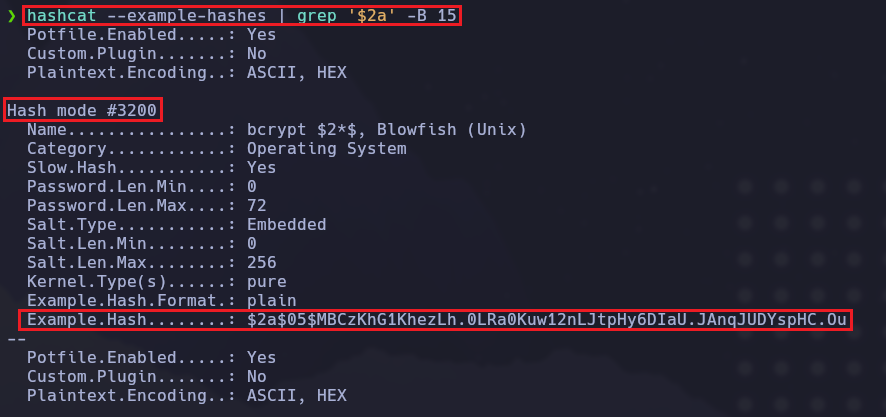 ❯ hashcat --example-hashes | grep '$2a' -B 15
Potfile.Enabled.....: Yes
Custom.Plugin.......: No
Plaintext.Encoding..: ASCII, HEX
Hash mode #3200
Name................: bcrypt $2*$, Blowfish (Unix)
Category............: Operating System
Slow.Hash...........: Yes
Password.Len.Min....: 0
Password.Len.Max....: 72
Salt.Type...........: Embedded
Salt.Len.Min........: 0
Salt.Len.Max........: 256
Kernel.Type(s)......: pure
Example.Hash.Format.: plain
Example.Hash........: $2a$05$MBCzKhG1KhezLh.0LRa0Kuw12nLJtpHy6DIaU.JAnqJUDYspHC.Ou
--
Potfile.Enabled.....: Yes
Custom.Plugin.......: No
Plaintext.Encoding..: ASCII, HEX